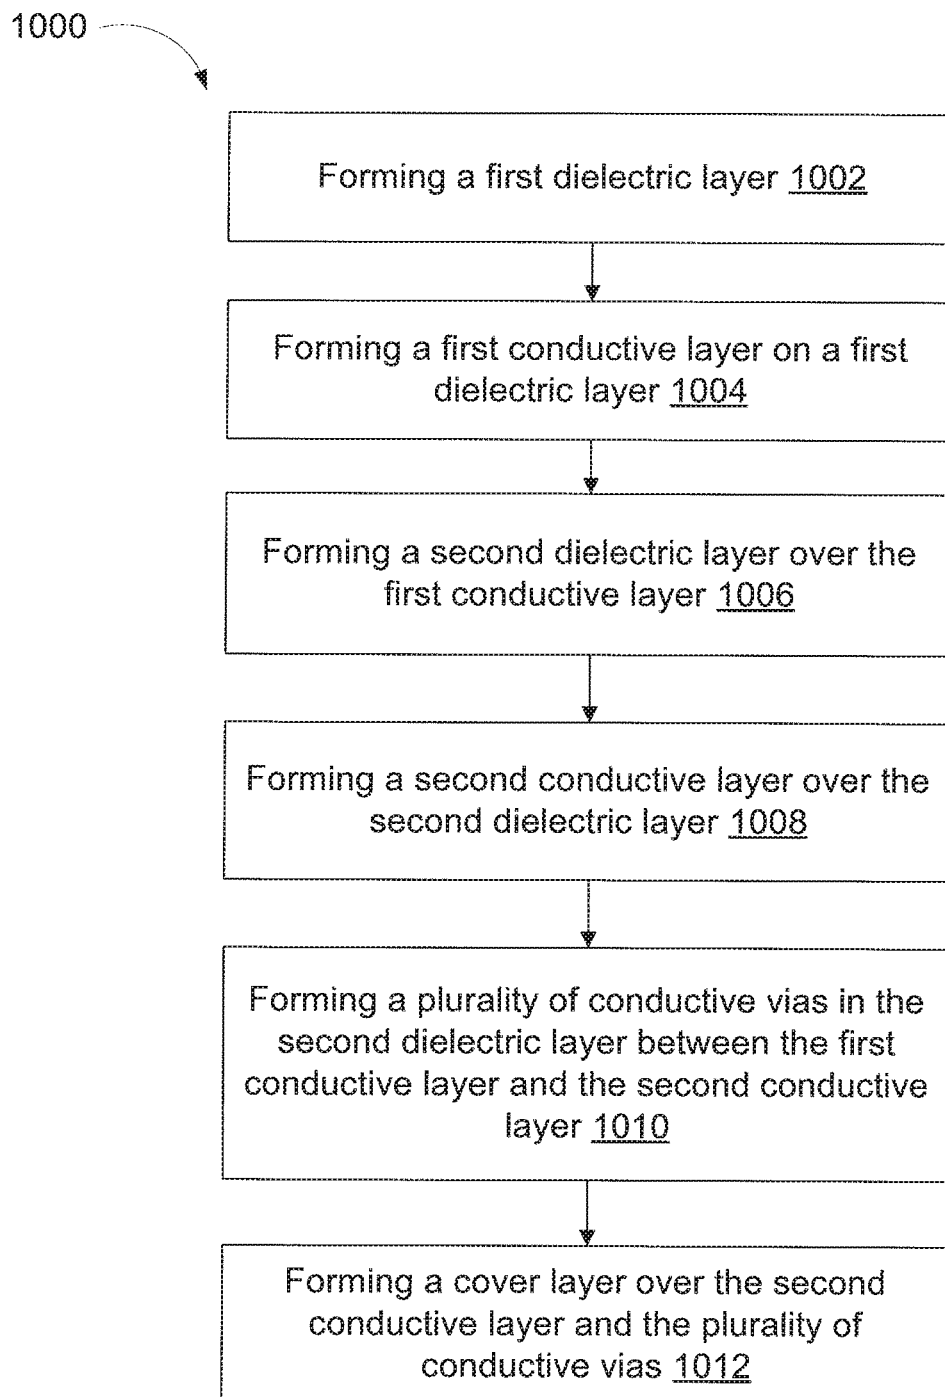 1000
Forming a first dielectric layer 1002
Forming a first conductive layer on a first
dielectric layer 1004
Forming a second dielectric layer over the
first conductive layer 1006
Forming a second conductive layer over the
second dielectric layer 1008
Forming a plurality of conductive vias in the
second dielectric layer between the first
conductive layer and the second conductive
layer 1010
Forming a cover layer over the second
conductive layer and the plurality of
conductive vias 1012